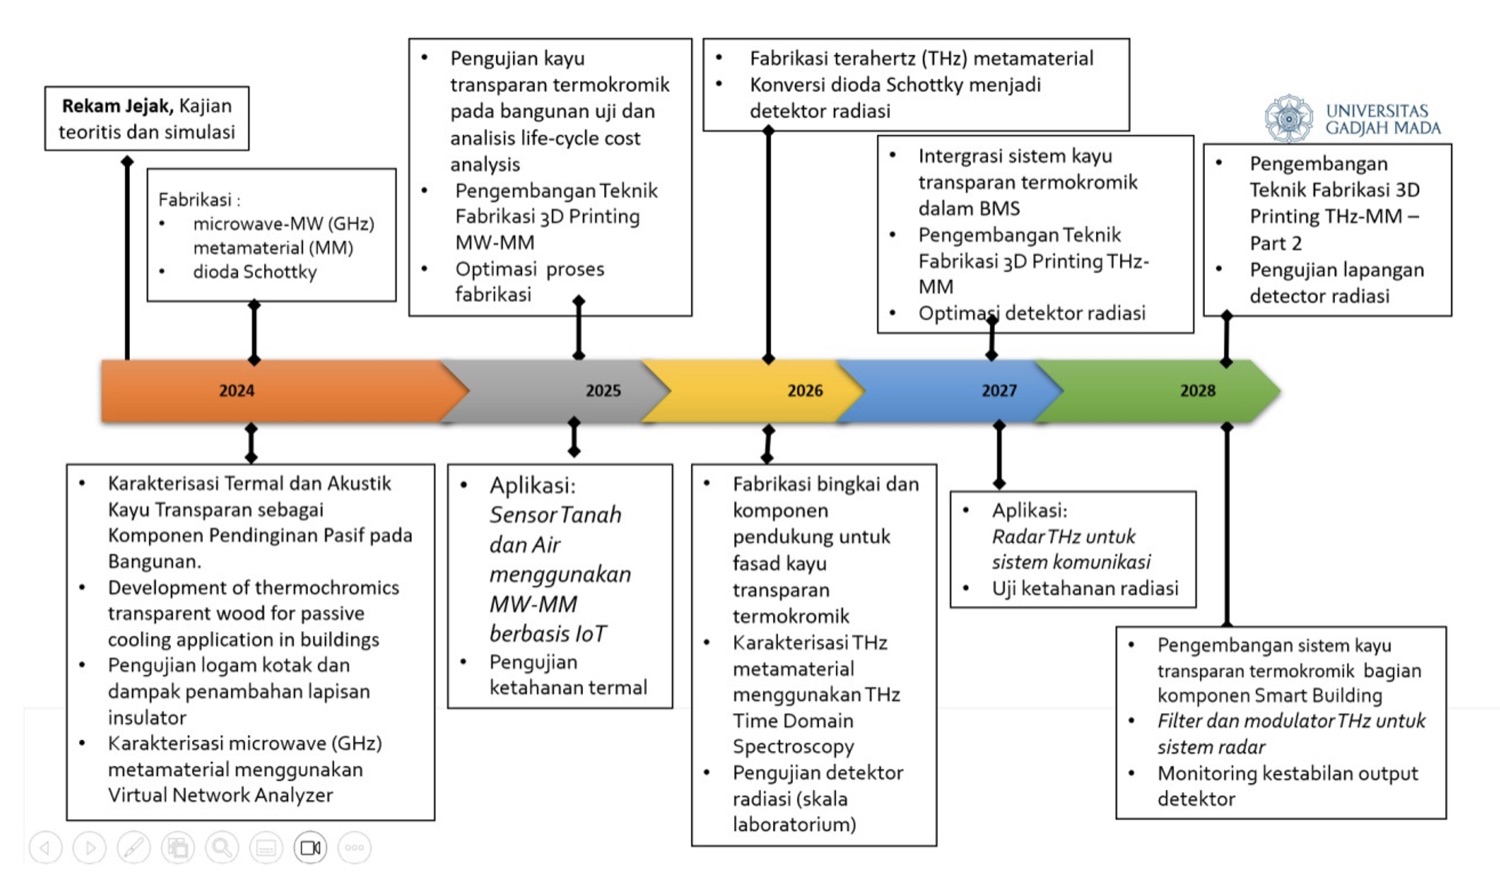 Rekam Jejak, Kajian
teoritis dan simulasi
Fabrikasi :
• microwave-MW (GHz)
metamaterial (MM)
• dioda Schottky
• Pengujian kayu
transparan termokromik
pada bangunan uji dan
analisis life-cycle cost
analysis
• Pengembangan Teknik
Fabrikasi 3D Printing
MW-MM
• Optimasi proses
fabrikasi
• Fabrikasi terahertz (THz) metamaterial
• Konversi dioda Schottky menjadi
detektor radiasi
• Intergrasi sistem kayu
transparan termokromik
dalam BMS
• Pengembangan Teknik
Fabrikasi 3D Printing THz-
MM
• Optimasi detektor radiasi
UNIVERSITAS
GADJAH MADA
• Pengembangan
Teknik Fabrikasi 3D
Printing THz-MM –
Part 2
• Pengujian lapangan
detector radiasi
2024
2025
2026
2027
2028
• Karakterisasi Termal dan Akustik
Kayu Transparan sebagai
Komponen Pendinginan Pasif pada
Bangunan.
• Development of thermochromics
transparent wood for passive
cooling application in buildings
• Pengujian logam kotak dan
dampak penambahan lapisan
insulator
• Karakterisasi microwave (GHz)
metamaterial menggunakan
Virtual Network Analyzer
• Aplikasi:
Sensor Tanah
dan Air
menggunakan
MW-MM
berbasis IoT
• Pengujian
ketahanan termal
• Fabrikasi bingkai dan
komponen
pendukung untuk
fasad kayu
transparan
termokromik
• Karakterisasi THz
metamaterial
menggunakan THz
Time Domain
Spectroscopy
• Pengujian detektor
radiasi (skala
laboratorium)
• Aplikasi:
Radar THz untuk
sistem komunikasi
• Uji ketahanan radiasi
• Pengembangan sistem kayu
transparan termokromik bagian
komponen Smart Building
• Filter dan modulator THz untuk
sistem radar
• Monitoring kestabilan output
detektor